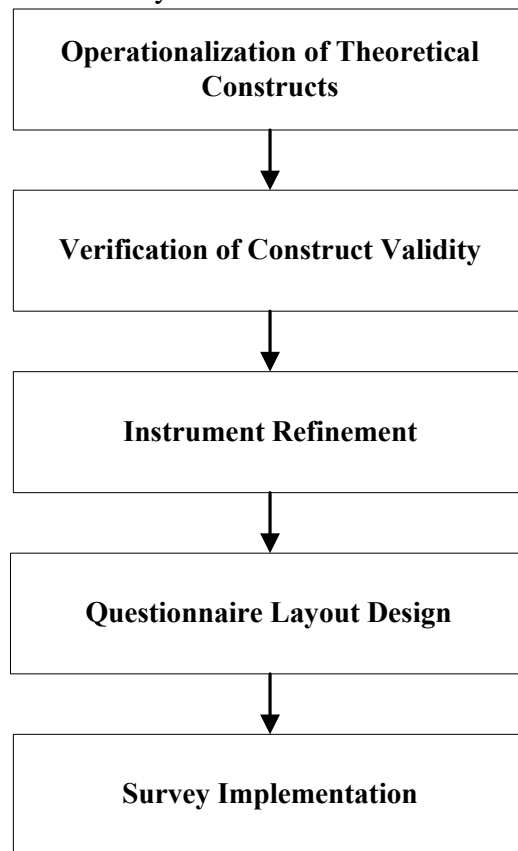 Operationalization of Theoretical
Constructs
Verification of Construct Validity
Instrument Refinement
Questionnaire Layout Design
Survey Implementation